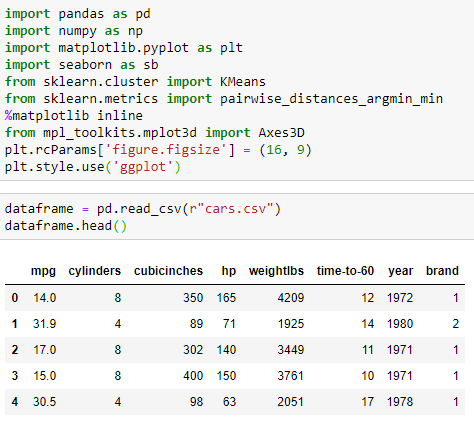 import pandas as pd
import numpy as np
import matplotlib.pyplot as plt
import seaborn as sb
from sklearn.cluster import KMeans
from sklearn.metrics import pairwise_distances_argmin_min
%matplotlib inline
from mpl_toolkits.mplot3d import Axes3D
plt.rcParams['figure.figsize'] = (16, 9)
plt.style.use('ggplot')
dataframe = pd.read_csv(r"cars.csv")
dataframe.head()
mpg cylinders cubicinches hp weightlbs time-to-60 year brand
0 14.0 8 350 165 4209 12 1972 1
1 31.9 4 89 71 1925 14 1980 2
2 17.0 8 302 140 3449 11 1971 1
3 15.0 8 400 150 3761 10 1971 1
4 30.5 4 98 63 2051 17 1978 1